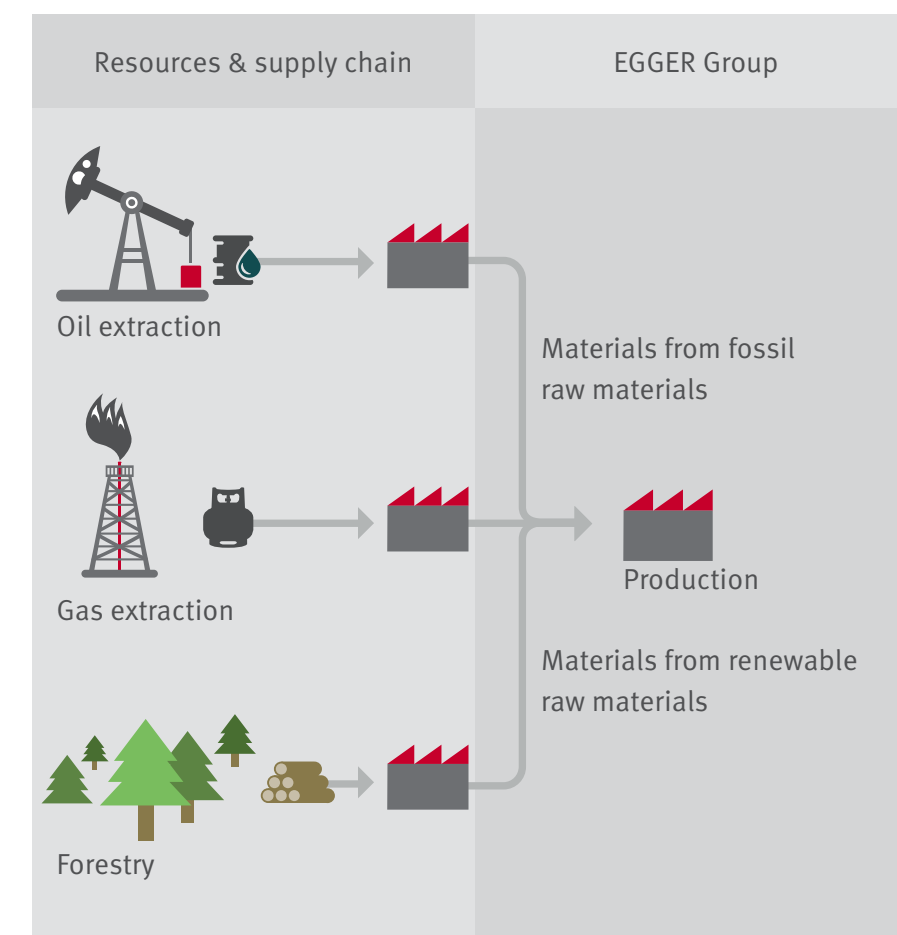 Resources & supply chain
EGGER Group
Oil extraction
Materials from fossil
raw materials
Gas extraction
Production
Materials from renewable
raw materials
Forestry